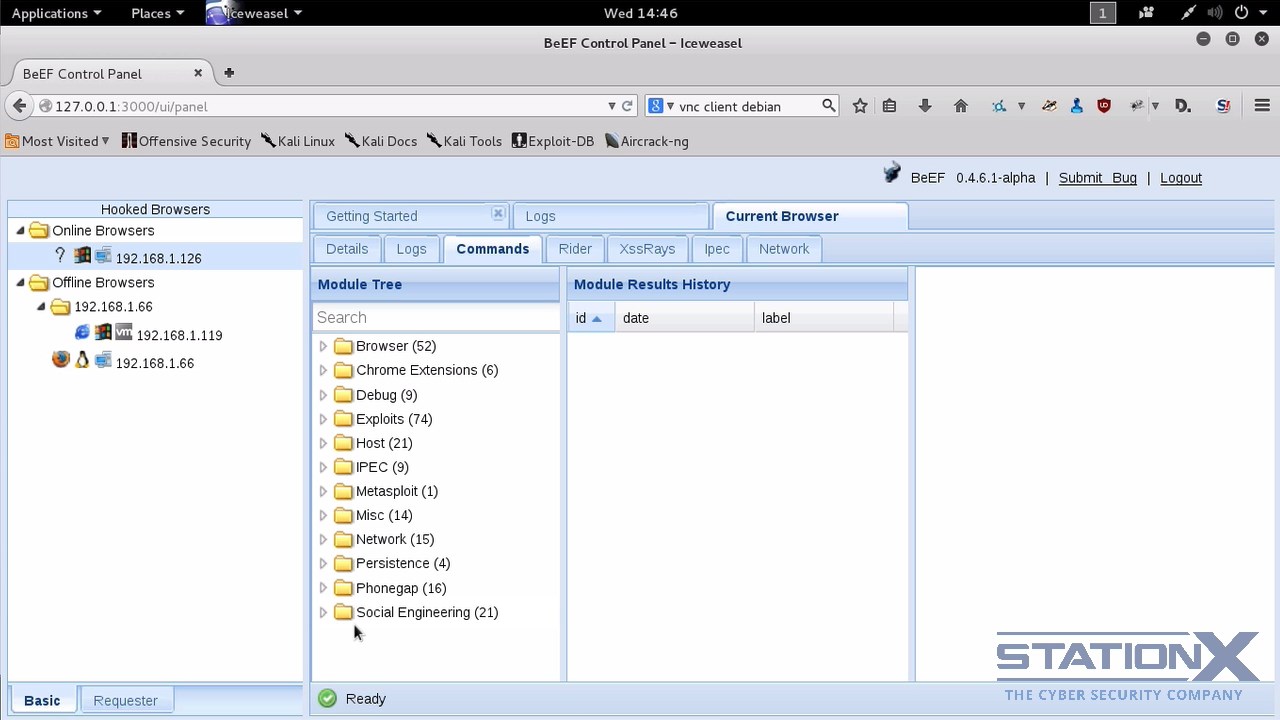 Applications Places Iceweasel Wed 14:46 1
BeEF Control Panel – Iceweasel
BeEF Control Panel
127.0.0.1:3000/ui/panel vnc client debian
Most Visited Offensive Security Kali Linux Kali Docs Kali Tools Exploit-DB Aircrack-ng
BeEF 0.4.6.1-alpha | Submit Bug | Logout
Hooked Browsers
Online Browsers
192.168.1.126
Offline Browsers
192.168.1.66
192.168.1.119
192.168.1.66
Basic Requester
Getting Started Logs Current Browser
Details Logs Commands Rider XssRays Ipec Network
Module Tree
Search
Browser (52)
Chrome Extensions (6)
Debug (9)
Exploits (74)
Host (21)
IPEC (9)
Metasploit (1)
Misc (14)
Network (15)
Persistence (4)
Phonegap (16)
Social Engineering (21)
Module Results History
id date label
Ready
STATIONX
THE CYBER SECURITY COMPANY